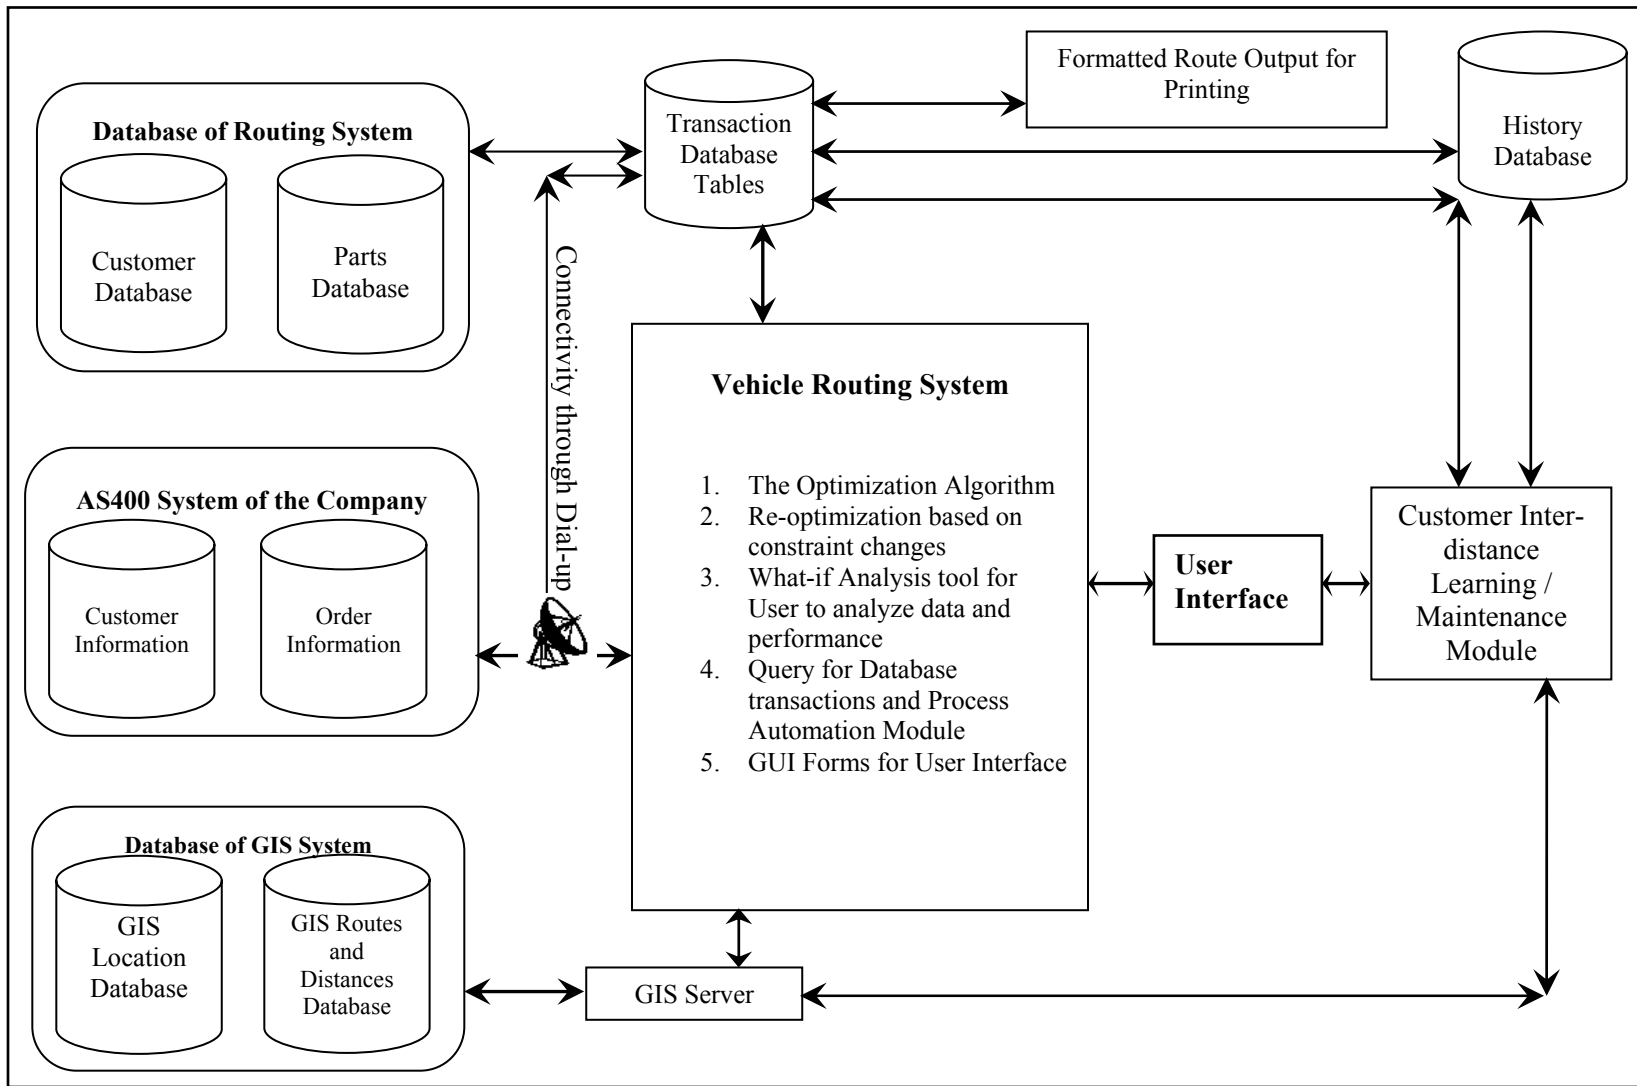 Formatted Route Output for
Printing
Database of Routing System
Customer
Database
Parts
Database
Transaction
Database
Tables
History
Database
Connectivity through Dial-up
Vehicle Routing System
1. The Optimization Algorithm
2. Re-optimization based on
constraint changes
3. What-if Analysis tool for
User to analyze data and
performance
4. Query for Database
transactions and Process
Automation Module
5. GUI Forms for User Interface
AS400 System of the Company
Customer
Information
Order
Information
User
Interface
Customer Inter-
distance
Learning /
Maintenance
Module
Database of GIS System
GIS
Location
Database
GIS Routes
and
Distances
Database
GIS Server